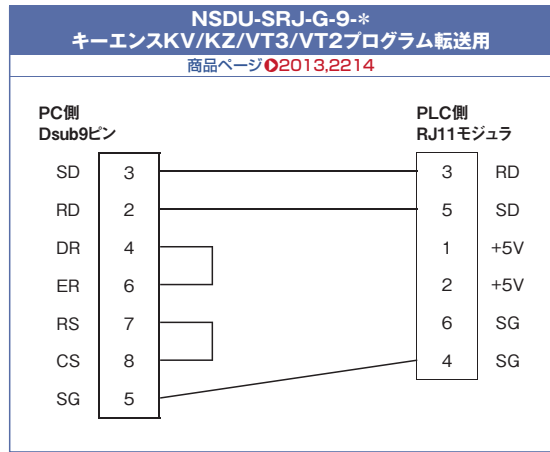 NSDU-SRJ-G-9-*
キーエンスKV/KZ/VT3/VT2プログラム転送用
商品ページ2013,2214
PC側
Dsub9ピン
PLC側
RJ11モジュラ
SD 3 3 RD
RD 2 5 SD
DR 4 1 +5V
ER 6 2 +5V
RS 7 6 SG
CS 8 4 SG
SG 5